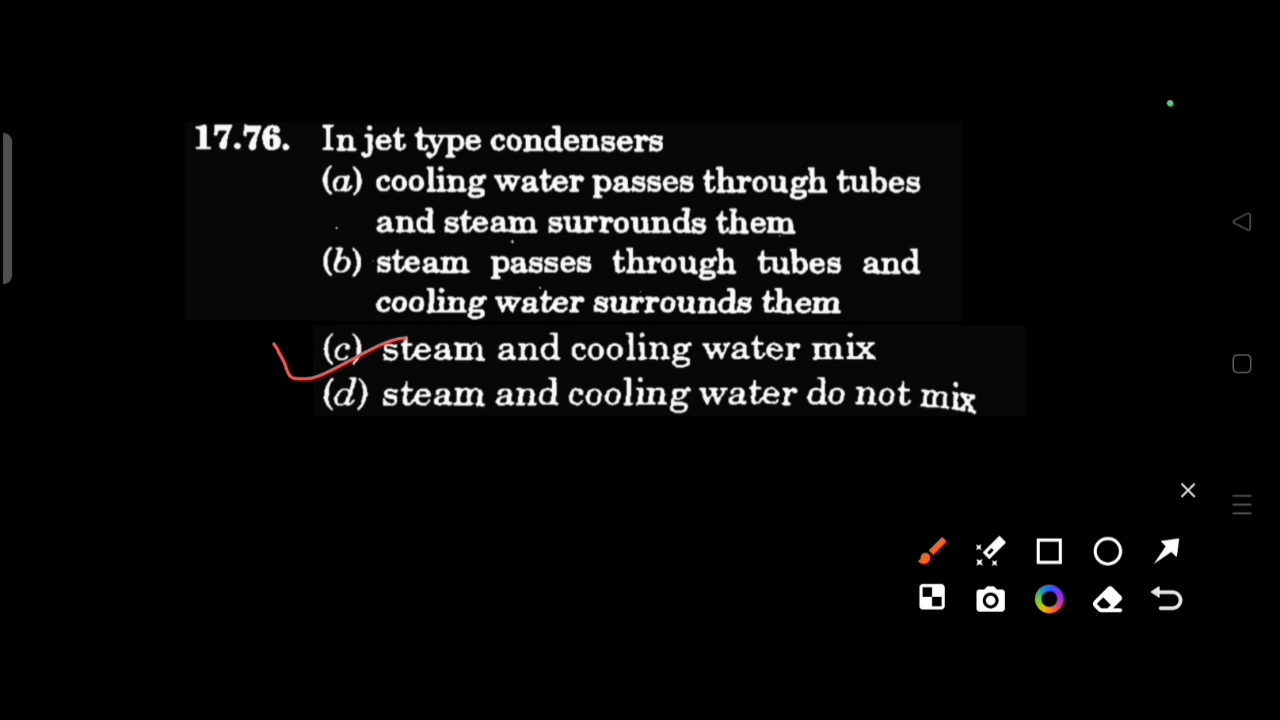 17.76. In jet type condensers
(a) cooling water passes through tubes
and steam surrounds them
(b) steam passes through tubes and
cooling water surrounds them
(c) steam and cooling water mix
(d) steam and cooling water do not mix